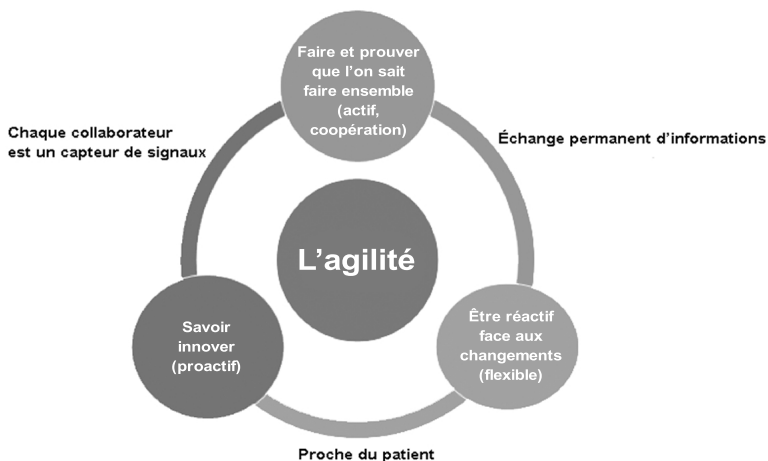 Faire et prouver
que l’on sait
faire ensemble
(actif,
coopération)
Chaque collaborateur
est un capteur de signaux
Échange permanent d’informations
L’agilité
Savoir
innover
(proactif)
Être réactif
face aux
changements
(flexible)
Proche du patient